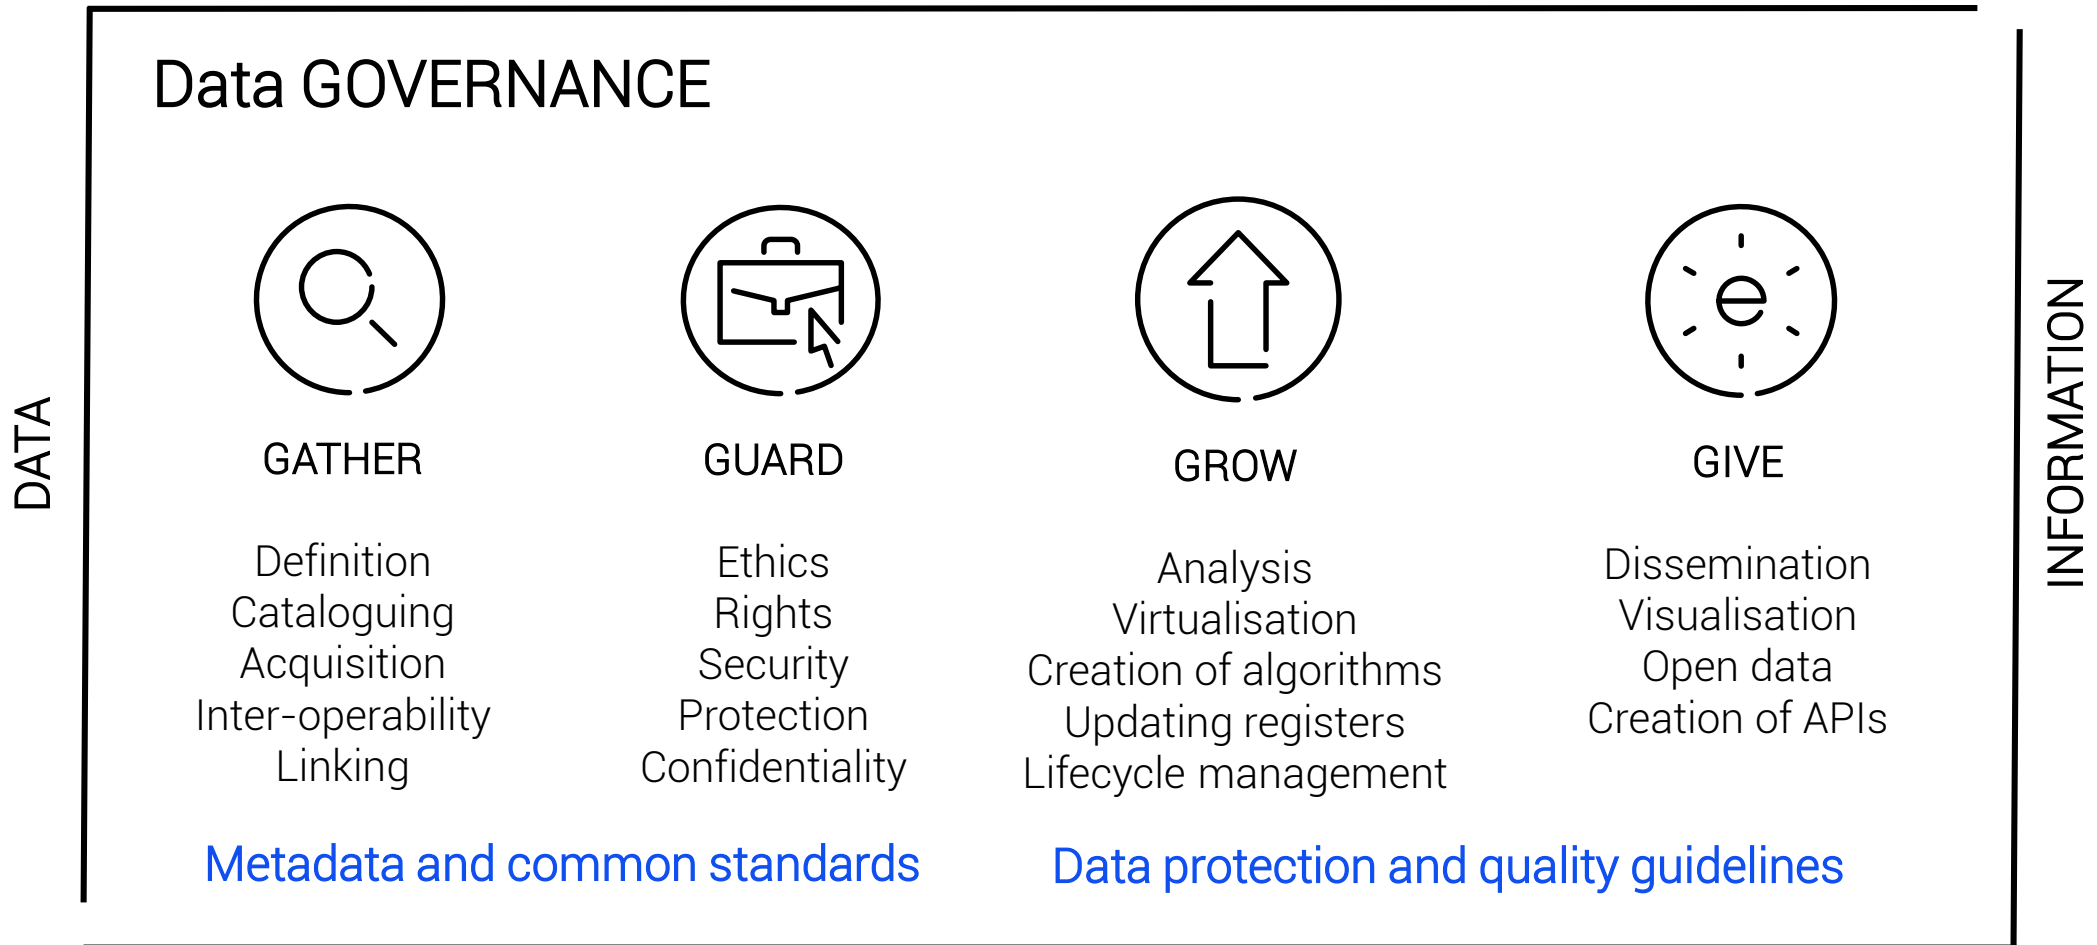 Data GOVERNANCE
DATA
GATHER
Definition
Cataloguing
Acquisition
Inter-operability
Linking
GUARD
Ethics
Rights
Security
Protection
Confidentiality
GROW
Analysis
Virtualisation
Creation of algorithms
Updating registers
Lifecycle management
e
GIVE
Dissemination
Visualisation
Open data
Creation of APIs
Metadata and common standards
Data protection and quality guidelines
INFORMATION